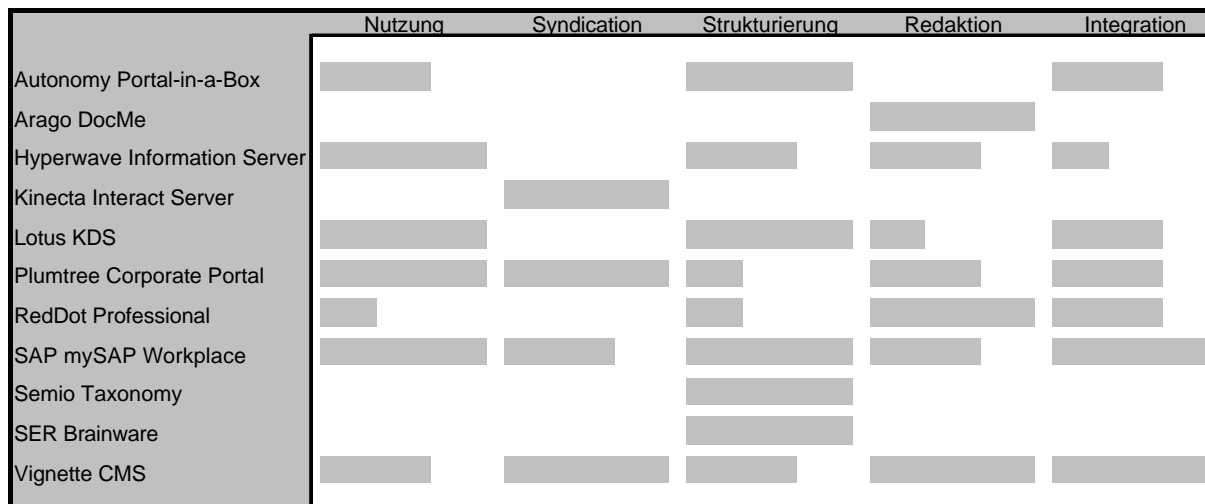 Nutzung Syndication Strukturierung Redaktion Integration
Autonomy Portal-in-a-Box
Arago DocMe
Hyperwave Information Server
Kinecta Interact Server
Lotus KDS
Plumtree Corporate Portal
RedDot Professional
SAP mySAP Workplace
Semio Taxonomy
SER Brainware
Vignette CMS